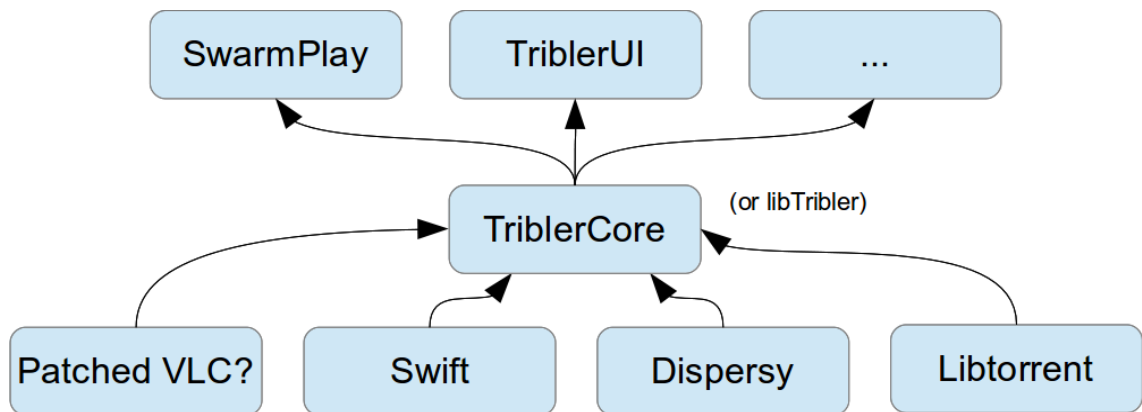 SwarmPlay
TriblerUI
...
TriblerCore
(or libTribler)
Patched VLC?
Swift
Dispersy
Libtorrent